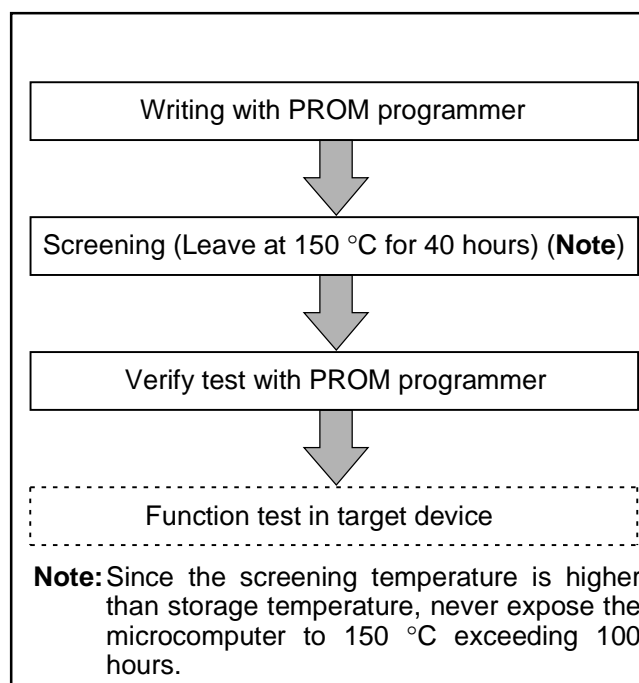 Writing with PROM programmer
Screening (Leave at 150 °C for 40 hours) (Note)
Verify test with PROM programmer
Function test in target device
Note: Since the screening temperature is higher
than storage temperature, never expose the
microcomputer to 150 °C exceeding 100
hours.